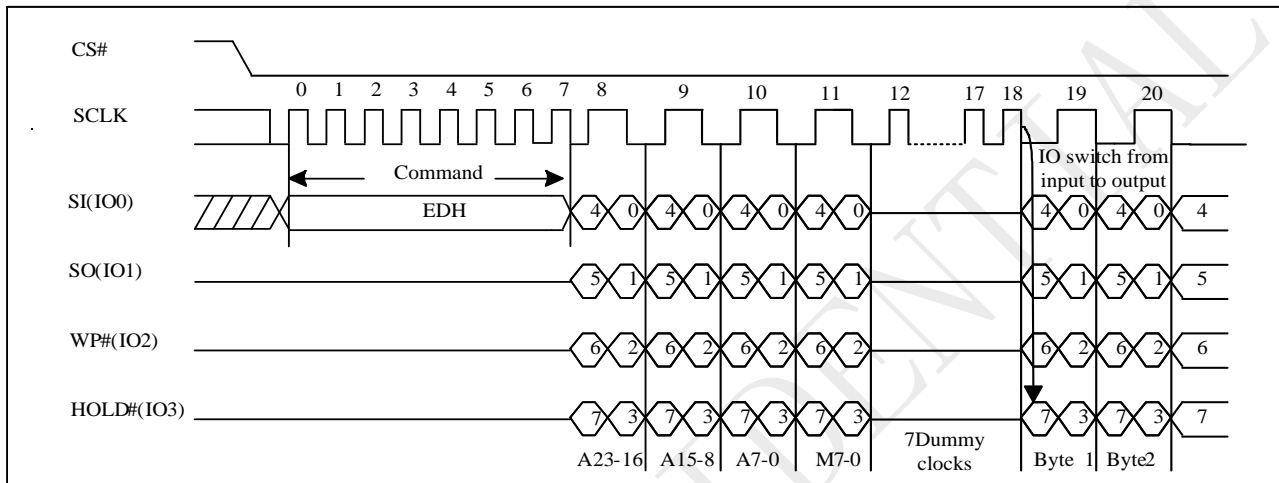 CS#
0 1 2 3 4 5 6 7 8 9 10 11 12 17 18 19 20
SCLK
Command
IO switch from
input to output
SI(IO0)
EDH
4 0 4 0 4 0 4 0 4 0 4 0 4
SO(IO1)
5 1 5 1 5 1 5 1 5 1 5 1 5
WP#(IO2)
6 2 6 2 6 2 6 2 6 2 6 2 6
HOLD#(IO3)
7 3 7 3 7 3 7 3 7 3 7 3 7
A23-16 A15-8 A7-0 M7-0
7Dummy
clocks
Byte 1 Byte2
IDENTIAL